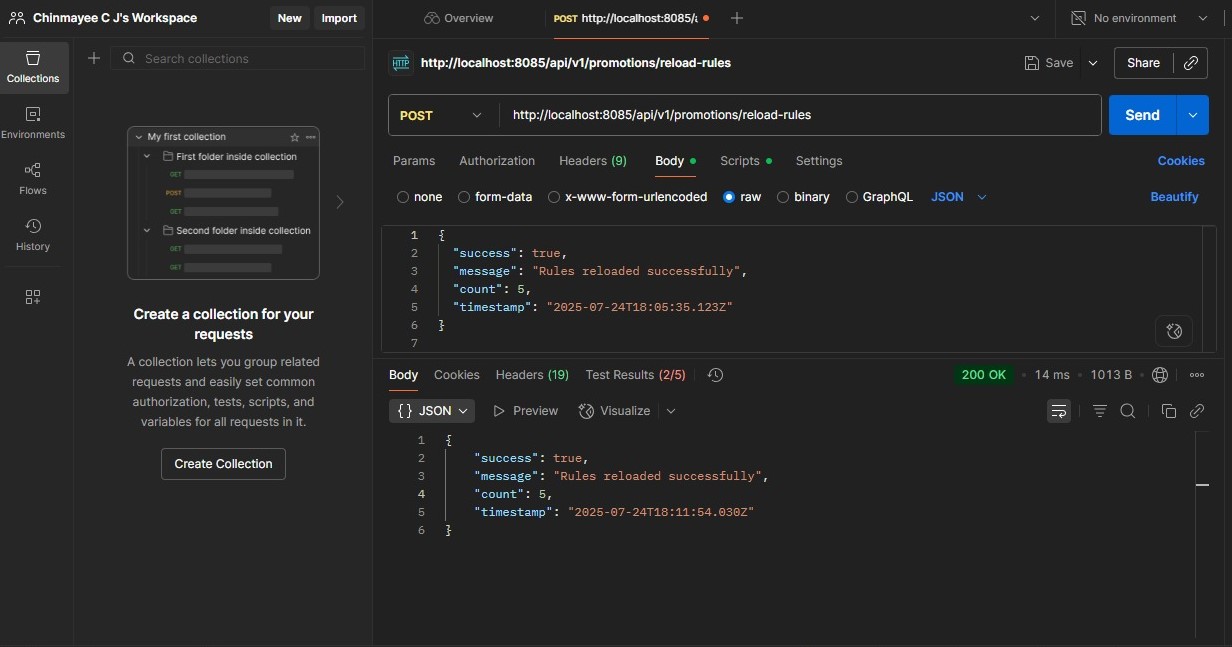 Chinmayee C J's Workspace
New
Import
Overview
POST http://localhost:8085/
No environment
Collections
Environments
Flows
History
Search collections
My first collection
First folder inside collection
GET
POST
GET
Second folder inside collection
GET
GET
Create a collection for your
requests
A collection lets you group related
requests and easily set common
authorization, tests, scripts, and
variables for all requests in it.
Create Collection
HTTP
http://localhost:8085/api/v1/promotions/reload-rules
Save
Share
POST
http://localhost:8085/api/v1/promotions/reload-rules
Send
Params
Authorization
Headers (9)
Body
Scripts
Settings
Cookies
none
form-data
x-www-form-urlencoded
raw
binary
GraphQL
JSON
Beautify
1 {
2 "success": true,
3 "message": "Rules reloaded successfully",
4 "count": 5,
5 "timestamp": "2025-07-24T18:05:35.123Z"
6 }
7
Body
Cookies
Headers (19)
Test Results (2/5)
200 OK
14 ms
1013 B
{} JSON
Preview
Visualize
1 {
2 "success": true,
3 "message": "Rules reloaded successfully",
4 "count": 5,
5 "timestamp": "2025-07-24T18:11:54.030Z"
6 }